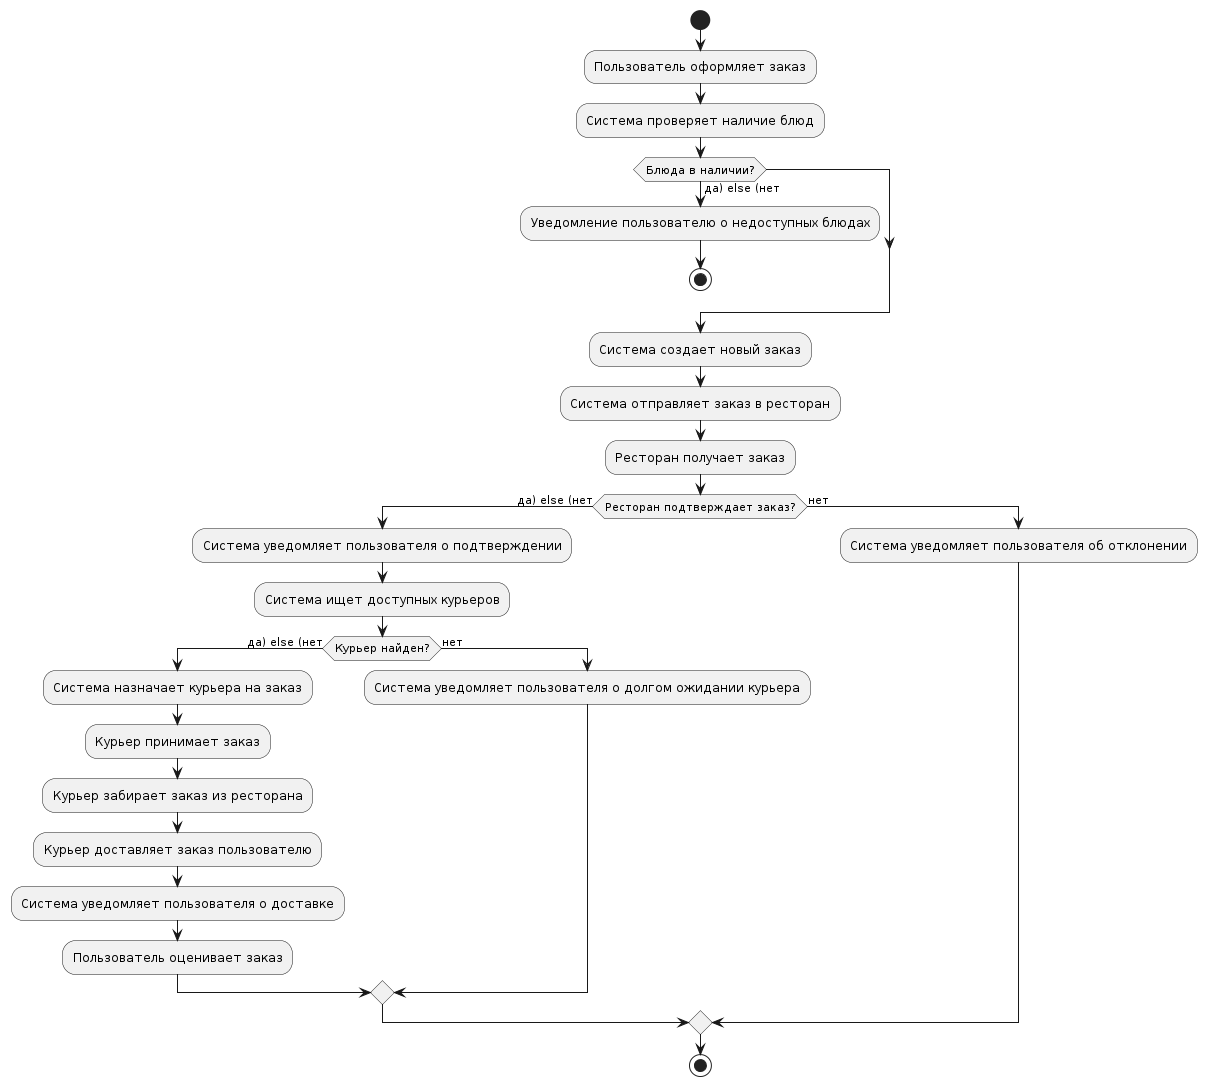 Пользователь оформляет заказ
Система проверяет наличие блюд
Блюда в наличии?
да) else (нет
Уведомление пользователю о недоступных блюдах
Система создает новый заказ
Система отправляет заказ в ресторан
Ресторан получает заказ
да) else (нет
Ресторан подтверждает заказ?
нет
Система уведомляет пользователя о подтверждении
Система уведомляет пользователя об отклонении
Система ищет доступных курьеров
да) else (нет
Курьер найден?
нет
Система назначает курьера на заказ
Система уведомляет пользователя о долгом ожидании курьера
Курьер принимает заказ
Курьер забирает заказ из ресторана
Курьер доставляет заказ пользователю
Система уведомляет пользователя о доставке
Пользователь оценивает заказ